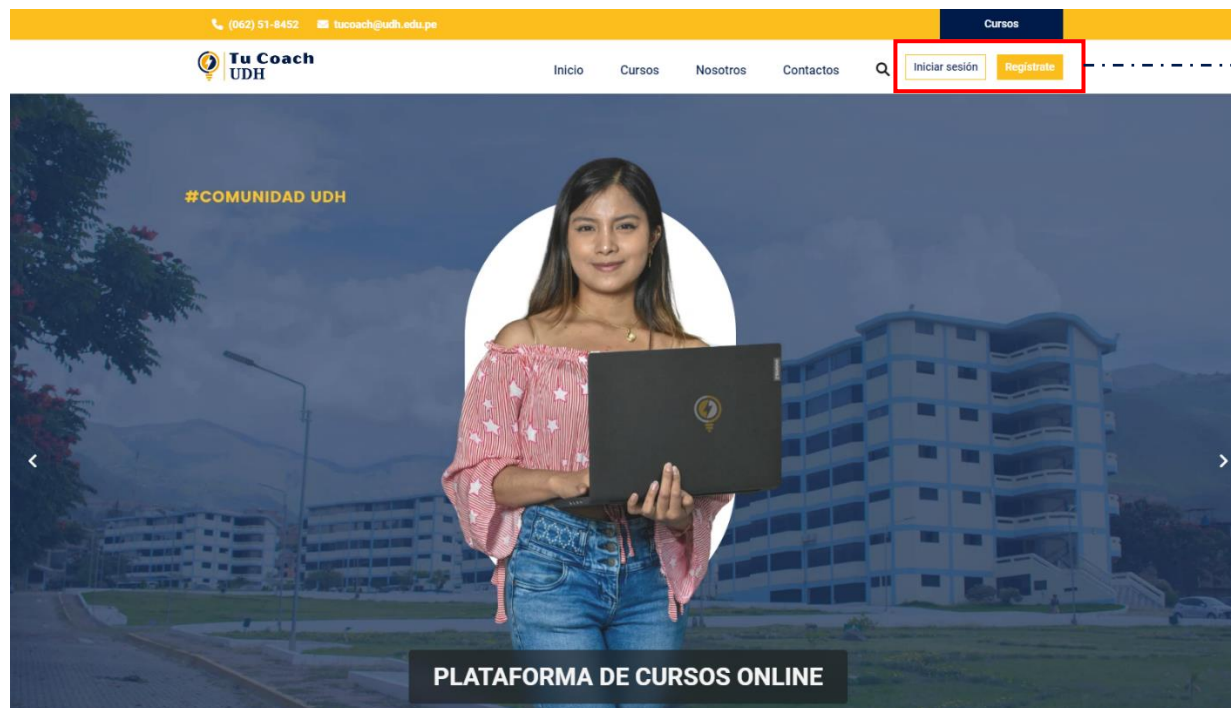 (062) 51-8452 tucoach@udh.edu.pe Cursos
Tu Coach
UDH
Inicio Cursos Nosotros Contactos Iniciar sesión Regístrate
#COMUNIDAD UDH
PLATAFORMA DE CURSOS ONLINE